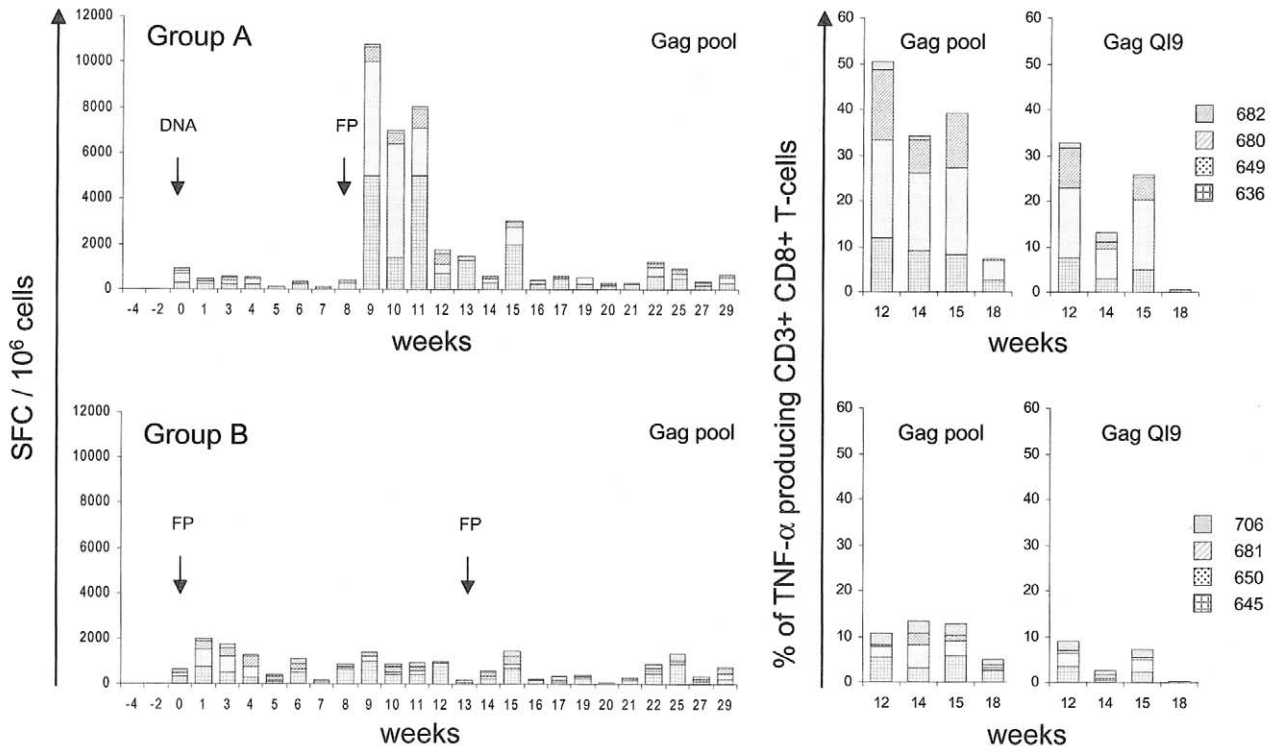 SFC / 10⁶ cells
Group A
Gag pool
DNA
FP
12000
10000
8000
6000
4000
2000
0
-4 -2 0 1 3 4 5 6 7 8 9 10 11 12 13 14 15 16 17 19 20 21 22 25 27 29
weeks
Group B
Gag pool
FP
FP
12000
10000
8000
6000
4000
2000
0
-4 -2 0 1 3 4 5 6 7 8 9 10 11 12 13 14 15 16 17 19 20 21 22 25 27 29
weeks
% of TNF-α producing CD3+ CD8+ T-cells
Gag pool
60
50
40
30
20
10
0
12 14 15 18
weeks
Gag QI9
60
50
40
30
20
10
0
12 14 15 18
weeks
682
680
649
636
Gag pool
60
50
40
30
20
10
0
12 14 15 18
weeks
Gag QI9
60
50
40
30
20
10
0
12 14 15 18
weeks
706
681
650
645